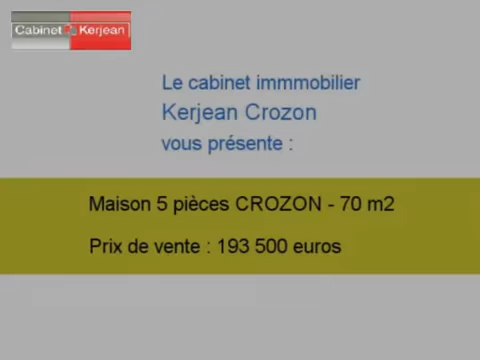 Cabinet Kerjean
Le cabinet immmobilier
Kerjean Crozon
vous présente :
Maison 5 pièces CROZON - 70 m2
Prix de vente : 193 500 euros